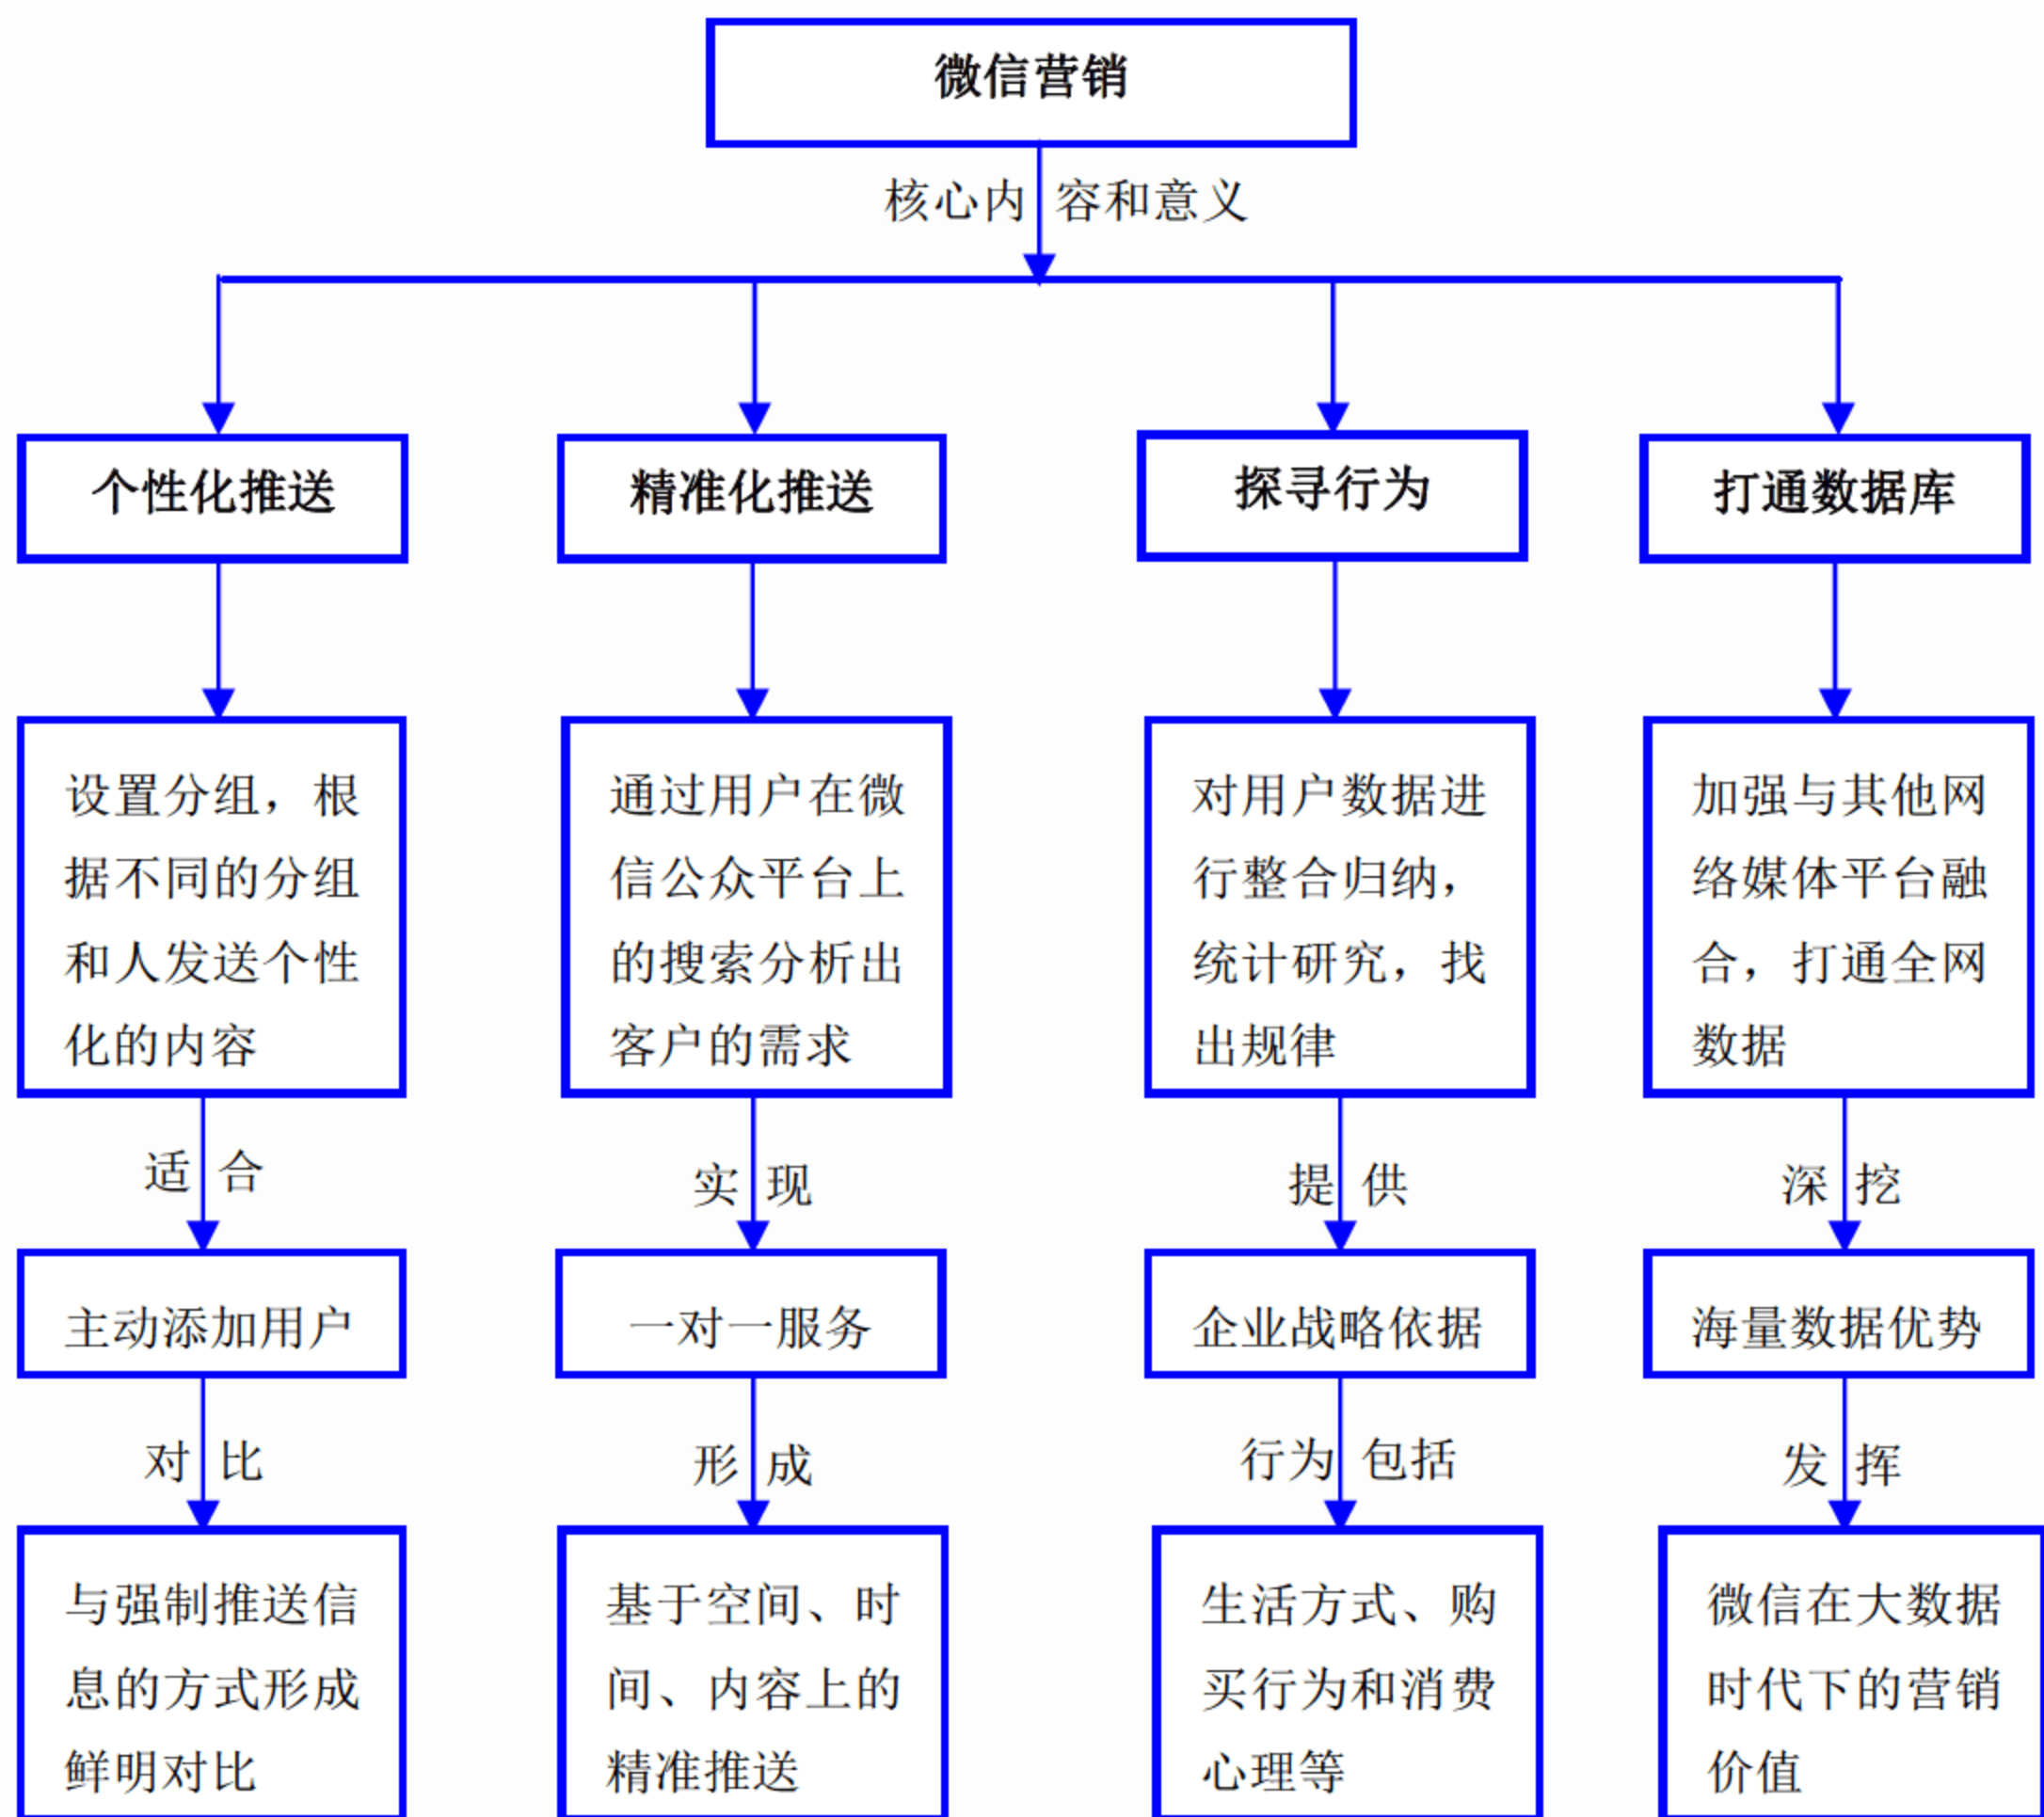 微信营销
核心内容和意义
个性化推送
精准化推送
探寻行为
打通数据库
设置分组，根
据不同的分组
和人发送个性
化的内容
通过用户在微
信公众平台上
的搜索分析出
客户的需求
对用户数据进
行整合归纳，
统计研究，找
出规律
加强与其他网
络媒体平台融
合，打通全网
数据
适合
实现
提供
深挖
主动添加用户
一对一服务
企业战略依据
海量数据优势
对比
形成
行为包括
发挥
与强制推送信
息的方式形成
鲜明对比
基于空间、时
间、内容上的
精准推送
生活方式、购
买行为和消费
心理等
微信在大数据
时代下的营销
价值